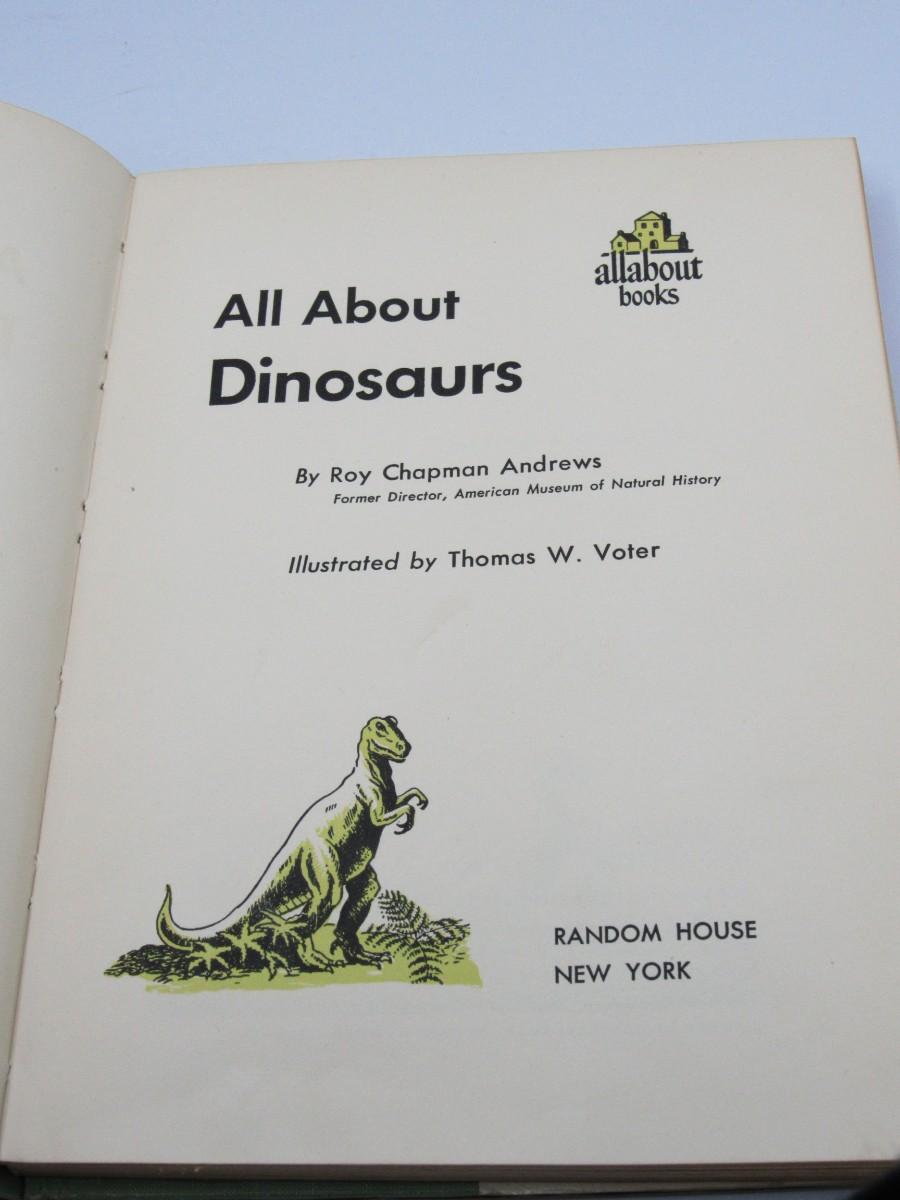 allabout
books
All About
Dinosaurs
By Roy Chapman Andrews
Former Director, American Museum of Natural History
Illustrated by Thomas W. Voter
RANDOM HOUSE
NEW YORK